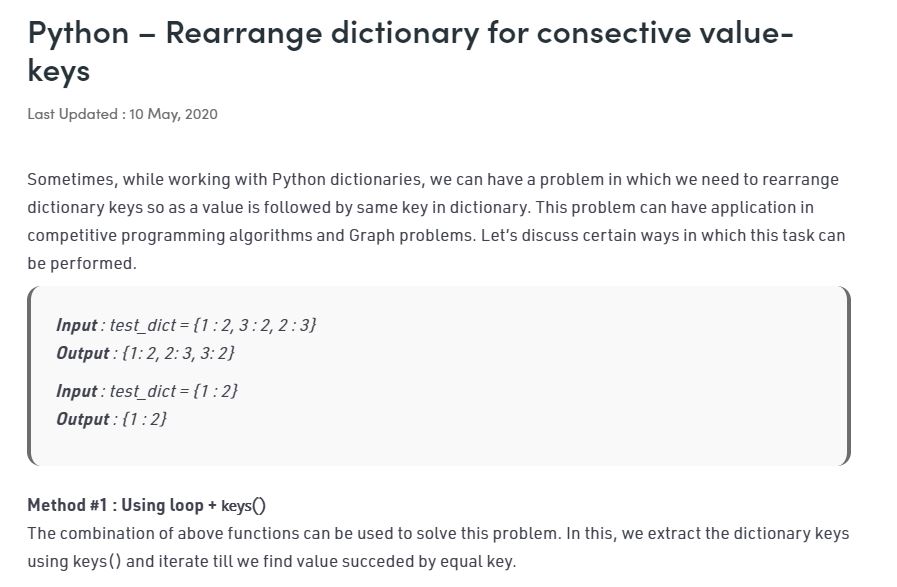 Python – Rearrange dictionary for consective value-
keys
Last Updated : 10 May, 2020
Sometimes, while working with Python dictionaries, we can have a problem in which we need to rearrange
dictionary keys so as a value is followed by same key in dictionary. This problem can have application in
competitive programming algorithms and Graph problems. Let’s discuss certain ways in which this task can
be performed.
Input : test_dict = {1 : 2, 3 : 2, 2 : 3}
Output : {1: 2, 2: 3, 3: 2}
Input : test_dict = {1 : 2}
Output : {1 : 2}
Method #1 : Using loop + keys()
The combination of above functions can be used to solve this problem. In this, we extract the dictionary keys
using keys() and iterate till we find value succeded by equal key.